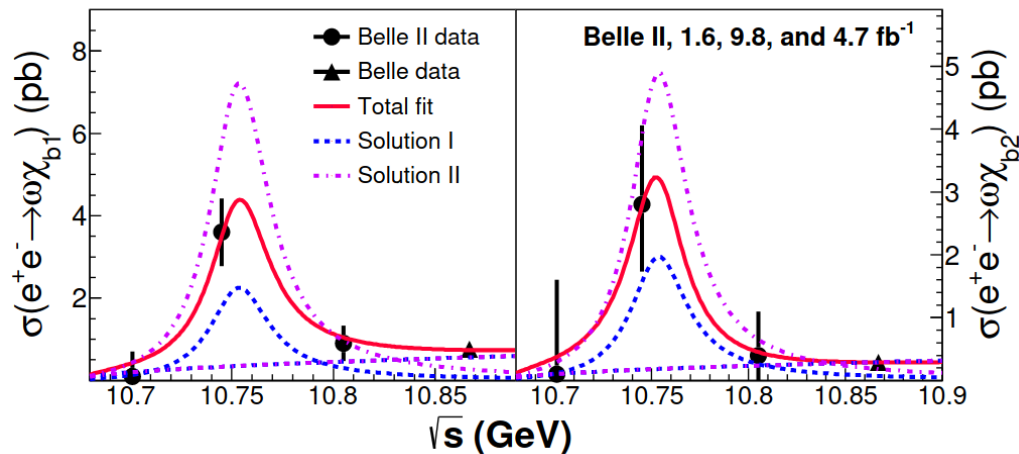 σ(e⁺e⁻→ωχ_b1) (pb)
8
6
4
2
Belle II data
Belle data
Total fit
Solution I
Solution II
10.7
10.75
10.8
10.85
Belle II, 1.6, 9.8, and 4.7 fb⁻¹
10.7
10.75
10.8
10.85
10.9
5
4
3
2
1
σ(e⁺e⁻→ωχ_b2) (pb)
√s (GeV)